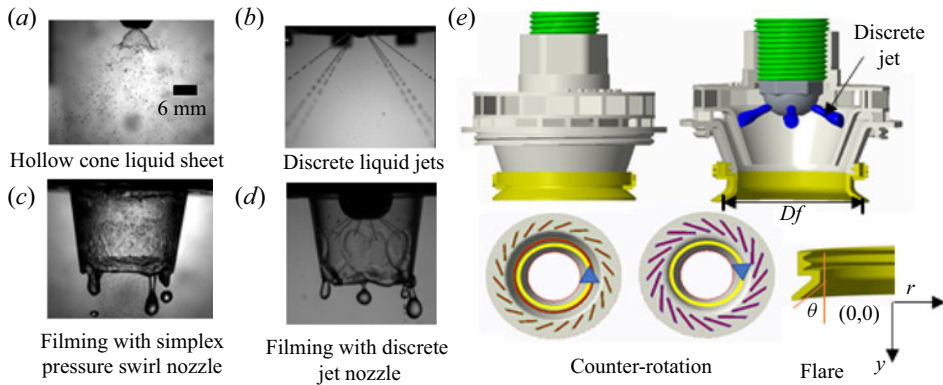 (a)
6 mm
Hollow cone liquid sheet
(b)
Discrete liquid jets
(c)
Filming with simplex
pressure swirl nozzle
(d)
Filming with discrete
jet nozzle
(e)
Discrete
jet
Df
Counter-rotation
θ
(0,0)
r
y
Flare